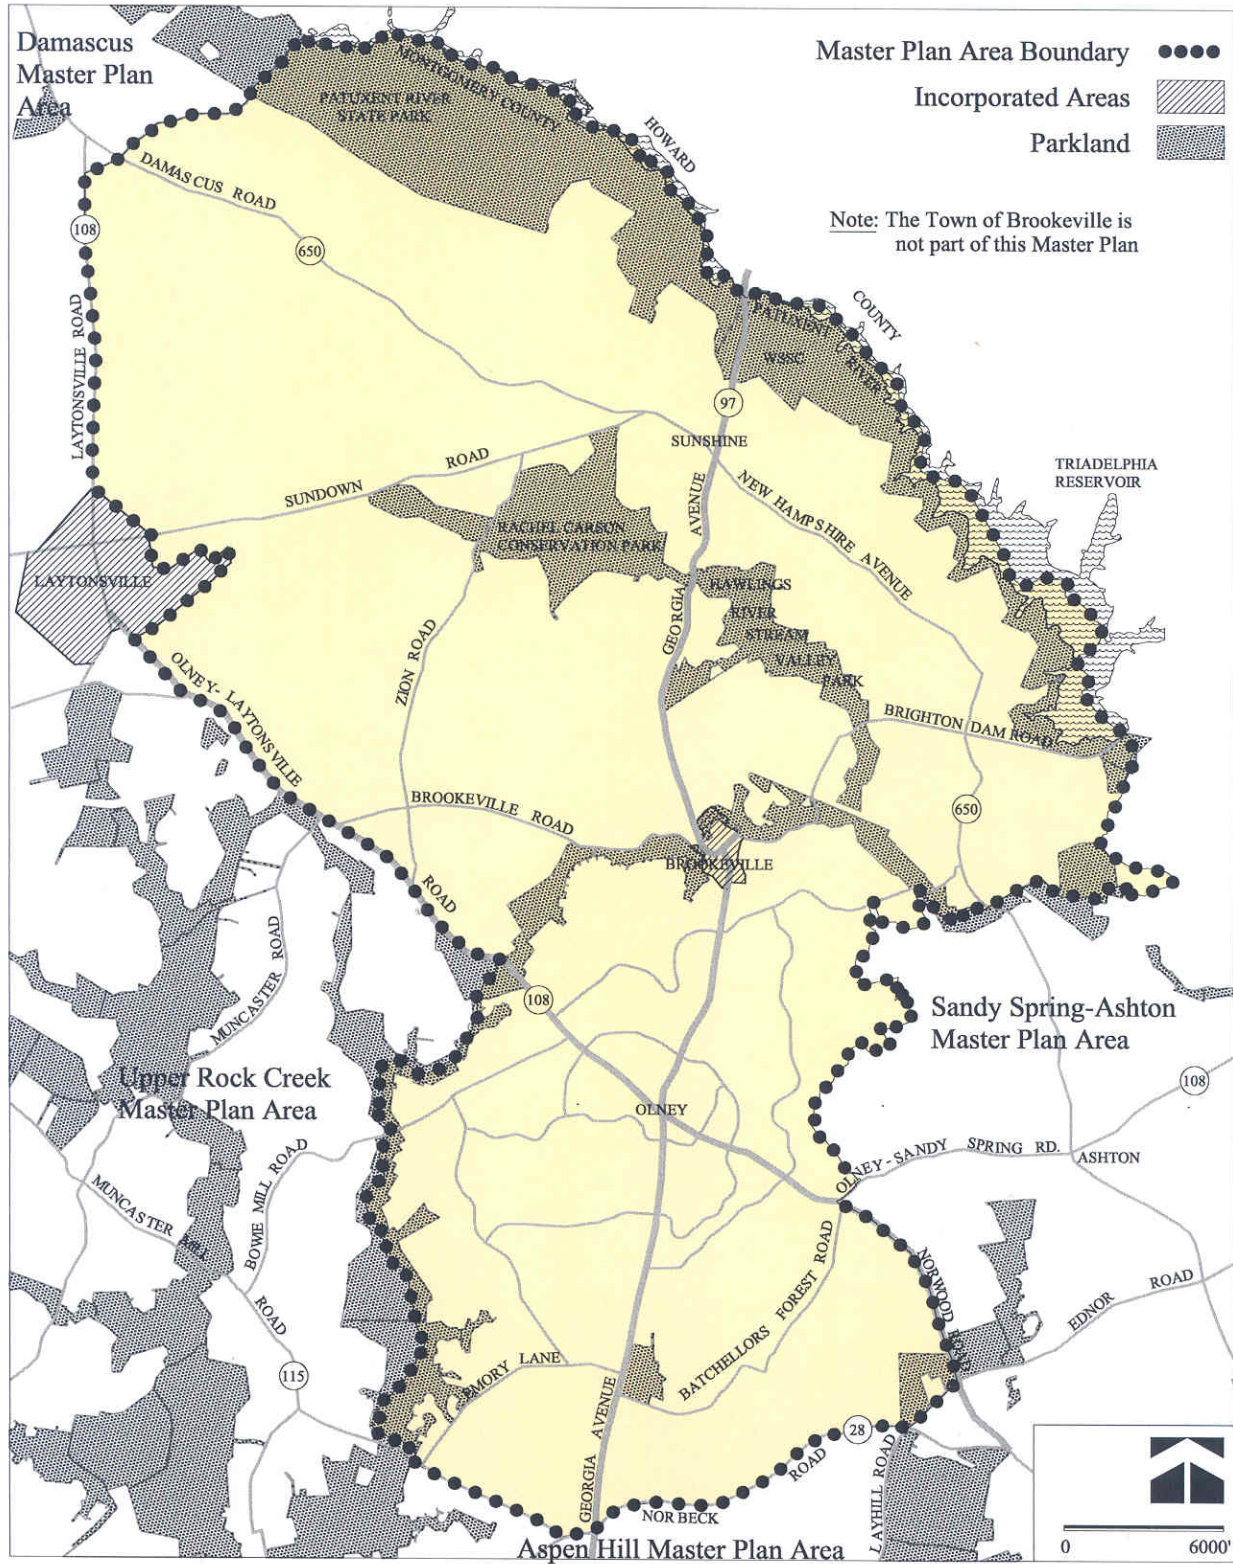 Damascus
Master Plan
Area
Master Plan Area Boundary
Incorporated Areas
Parkland
Note: The Town of Brookeville is
not part of this Master Plan
MONTGOMERY COUNTY
HOWARD
COUNTY
PATUXENT RIVER
STATE PARK
DAMASCUS ROAD
108
650
LAYTONSVILLE ROAD
PATUXENT RIVER
WSSC
97
SUNSHINE
TRIADELPHIA
RESERVOIR
SUNDOWN ROAD
NEW HAMPSHIRE AVENUE
GEORGIA AVENUE
RACHEL CARSON
CONSERVATION PARK
LAYTONSVILLE
HAWLINGS
RIVER
STREAM
VALLEY
PARK
ZION ROAD
OLNEY-LAYTONSVILLE ROAD
BRIGHTON DAM ROAD
BROOKEVILLE ROAD
650
BROOKEVILLE
MUNCASTER ROAD
108
Sandy Spring-Ashton
Master Plan Area
Upper Rock Creek
Master Plan Area
108
OLNEY
OLNEY-SANDY SPRING RD.
ASHTON
MUNCASTER MILL ROAD
BOWIE MILL ROAD
BATCHELLORS FOREST ROAD
NORWOOD ROAD
EDNOR ROAD
EMORY LANE
115
GEORGIA AVENUE
28
NORBECK ROAD
LAYHILL ROAD
Aspen Hill Master Plan Area
0 6000'